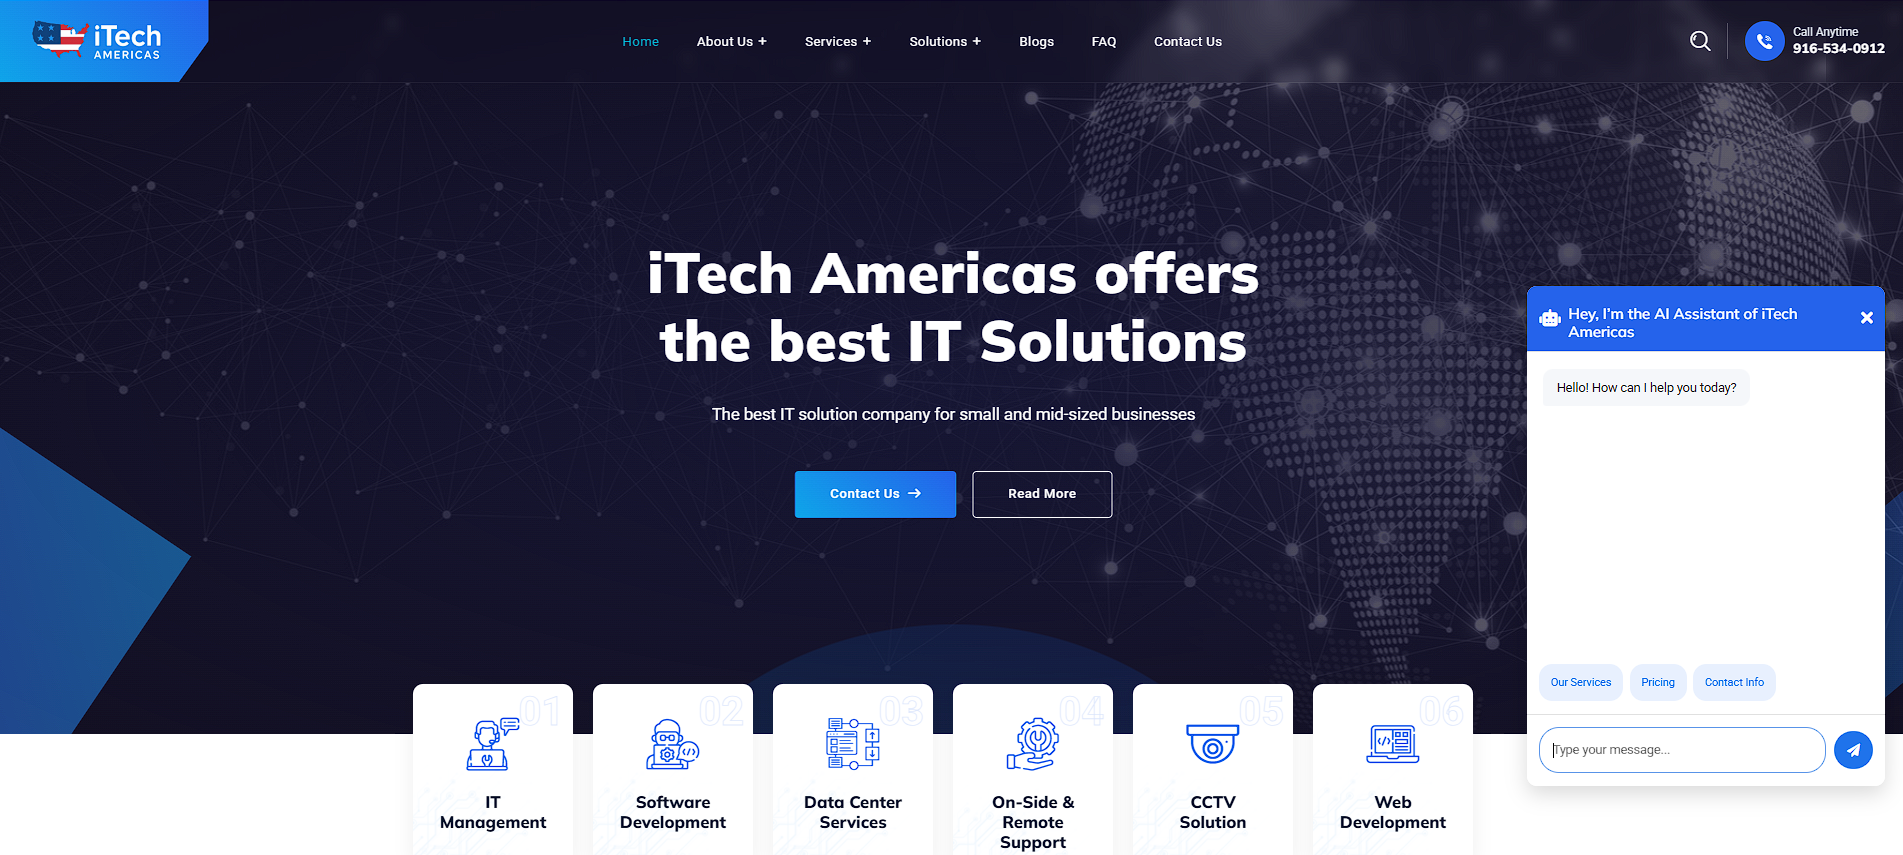 iTech
AMERICAS
Home
About Us +
Services +
Solutions +
Blogs
FAQ
Contact Us
Call Anytime
916-534-0912
iTech Americas offers
the best IT Solutions
The best IT solution company for small and mid-sized businesses
Contact Us →
Read More
01
IT
Management
02
Software
Development
03
Data Center
Services
04
On-Side &
Remote
Support
05
CCTV
Solution
06
Web
Development
Hey, I'm the AI Assistant of iTech
Americas
Hello! How can I help you today?
Our Services
Pricing
Contact Info
Type your message...